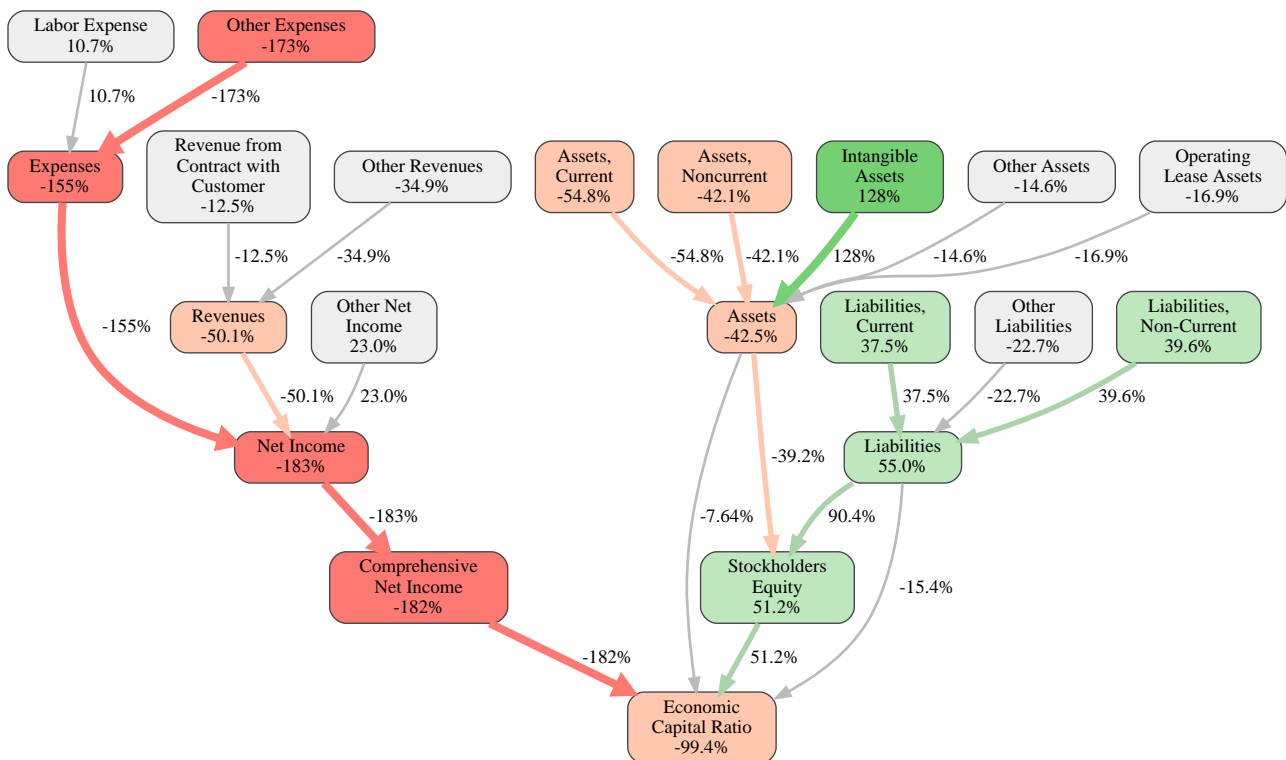 Labor Expense
10.7%
Other Expenses
-173%
10.7%
-173%
Expenses
-155%
Revenue from
Contract with
Customer
-12.5%
Other Revenues
-34.9%
Assets,
Current
-54.8%
Assets,
Noncurrent
-42.1%
Intangible
Assets
128%
Other Assets
-14.6%
Operating
Lease Assets
-16.9%
-12.5%
-34.9%
-54.8%
-42.1%
128%
-14.6%
-16.9%
-155%
Revenues
-50.1%
Other Net
Income
23.0%
Assets
-42.5%
Liabilities,
Current
37.5%
Other
Liabilities
-22.7%
Liabilities,
Non-Current
39.6%
-50.1%
23.0%
37.5%
-22.7%
39.6%
Net Income
-183%
-39.2%
Liabilities
55.0%
-183%
-7.64%
90.4%
Comprehensive
Net Income
-182%
Stockholders
Equity
51.2%
-15.4%
-182%
51.2%
Economic
Capital Ratio
-99.4%